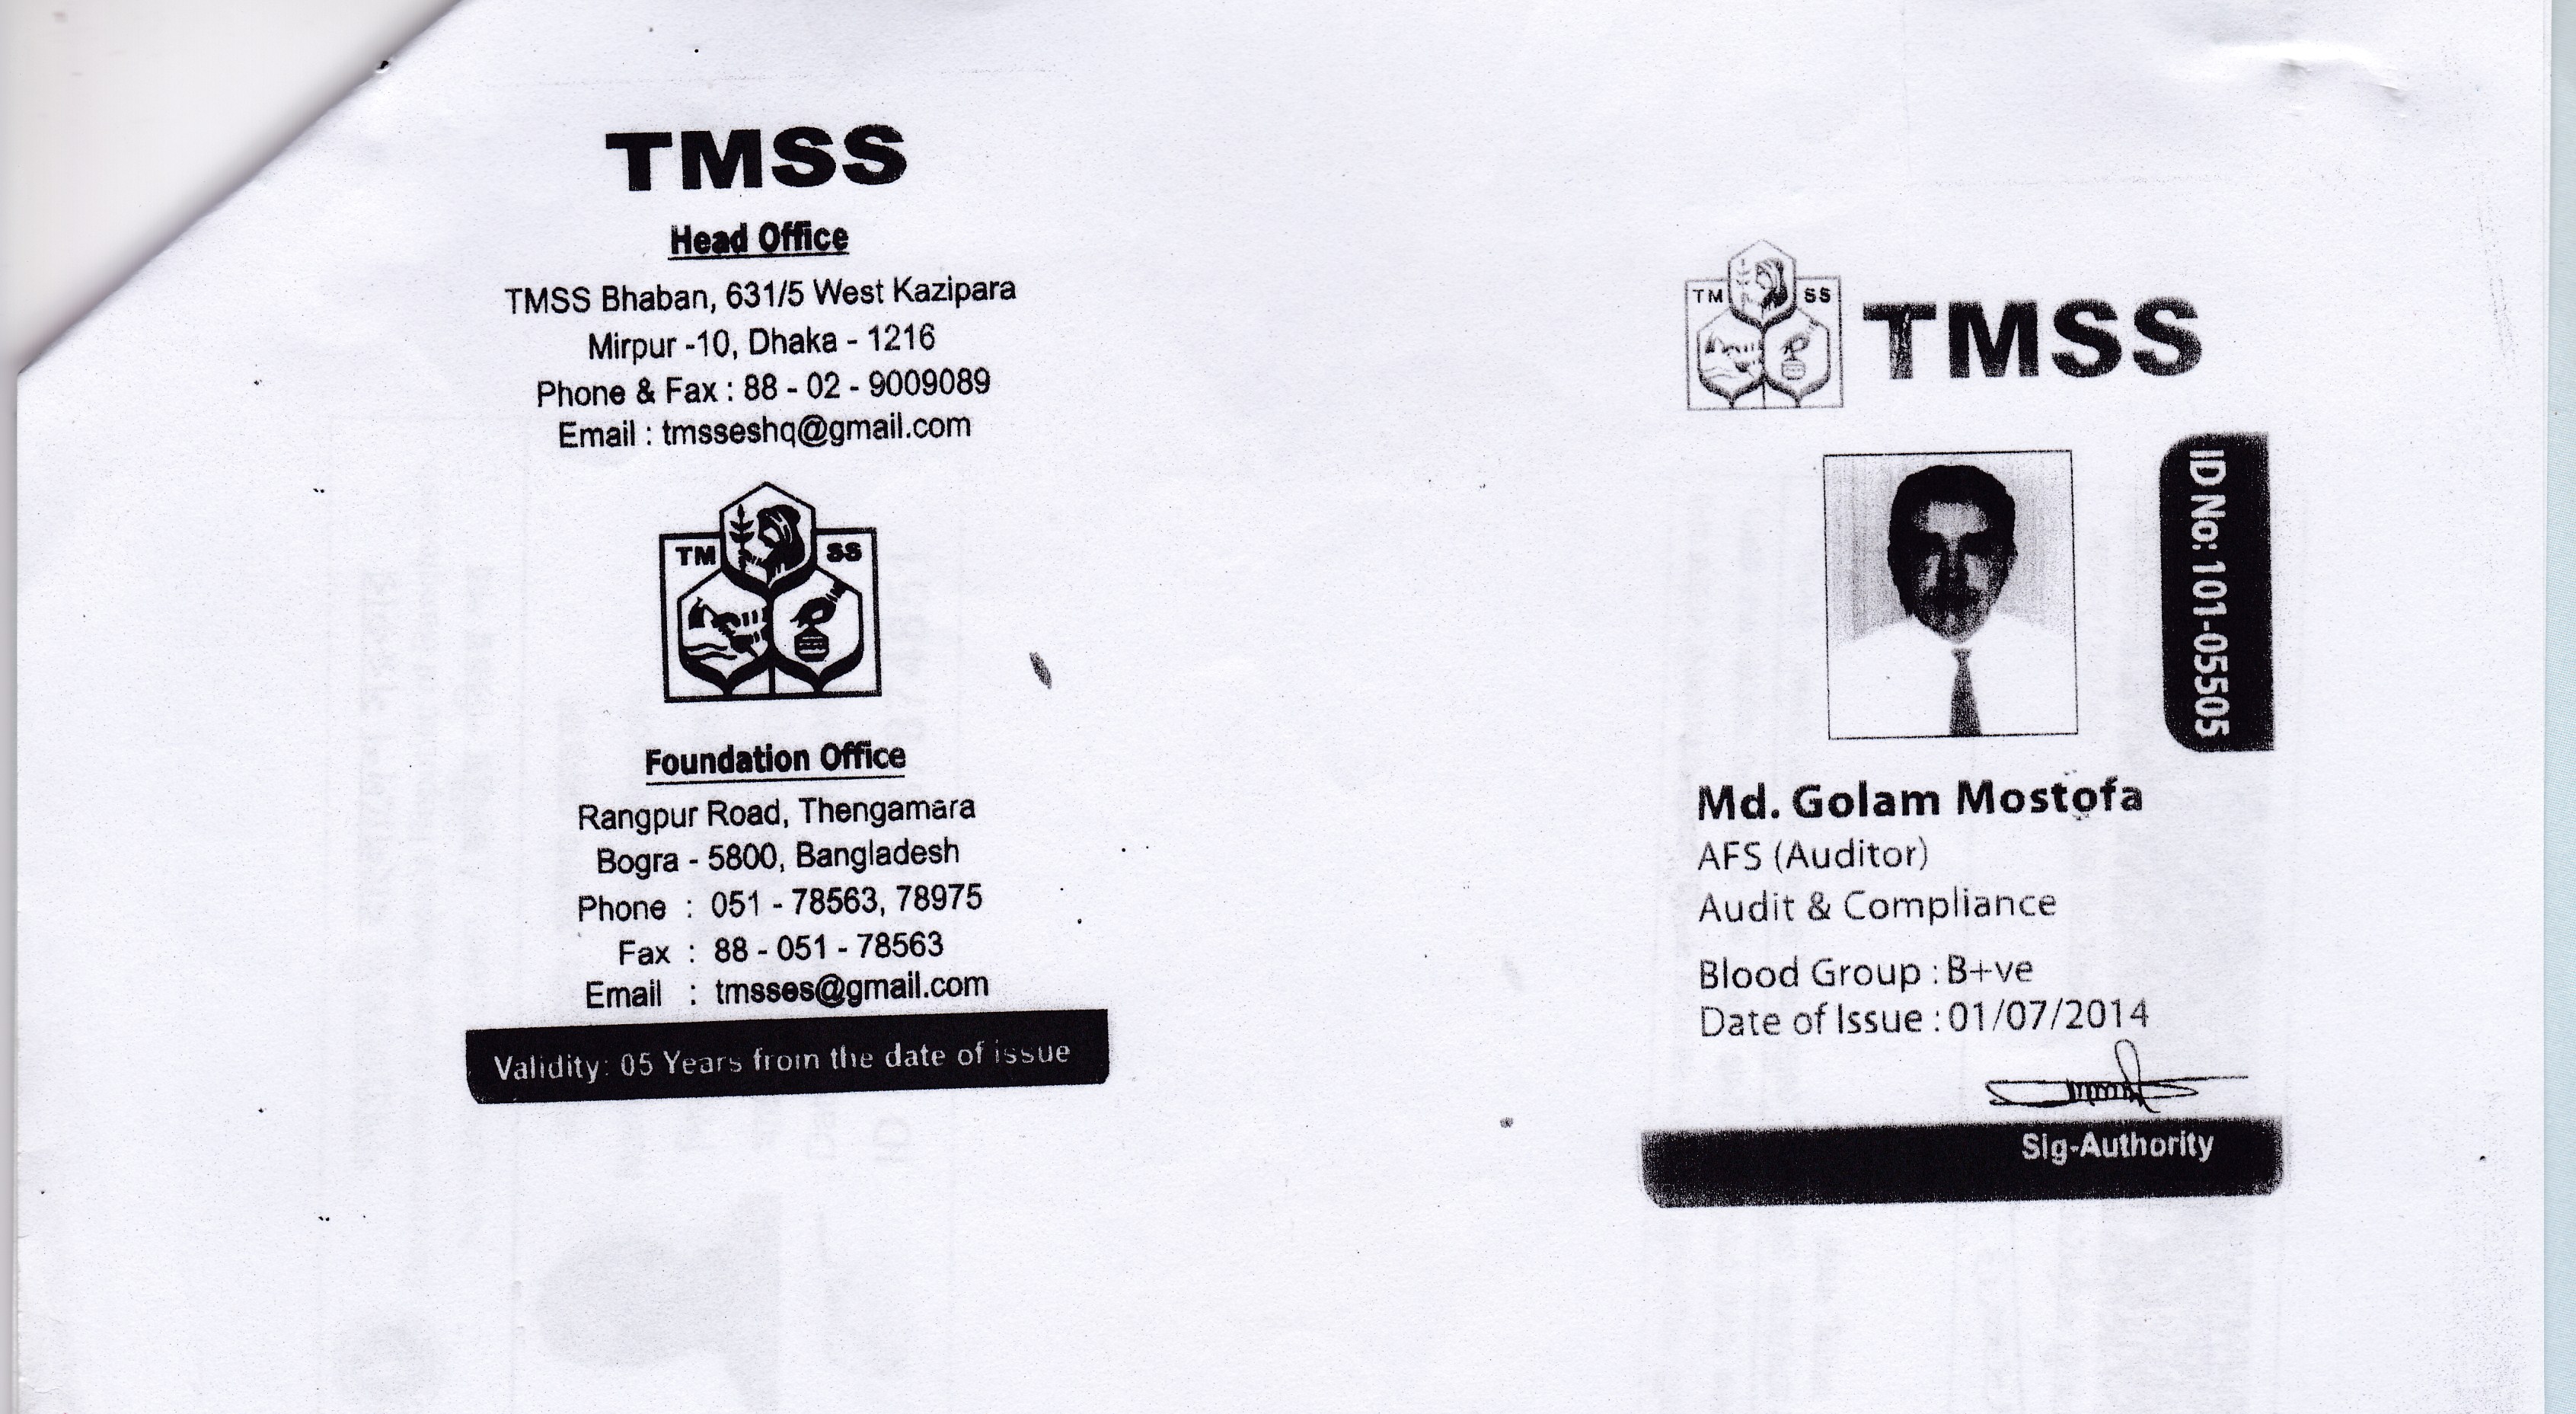 TMSS
Head Office
TMSS Bhaban, 631/5 West Kazipara
Mirpur -10, Dhaka - 1216
Phone & Fax : 88 - 02 - 9009089
Email : tmsseshq@gmail.com
TM SS
Foundation Office
Rangpur Road, Thengamara
Bogra - 5800, Bangladesh
Phone : 051 - 78563, 78975
Fax : 88 - 051 - 78563
Email : tmsses@gmail.com
Validity: 05 Years from the date of issue
TM SS
TMSS
ID No: 101-05505
Md. Golam Mostofa
AFS (Auditor)
Audit & Compliance
Blood Group : B+ve
Date of Issue : 01/07/2014
Sig-Authority